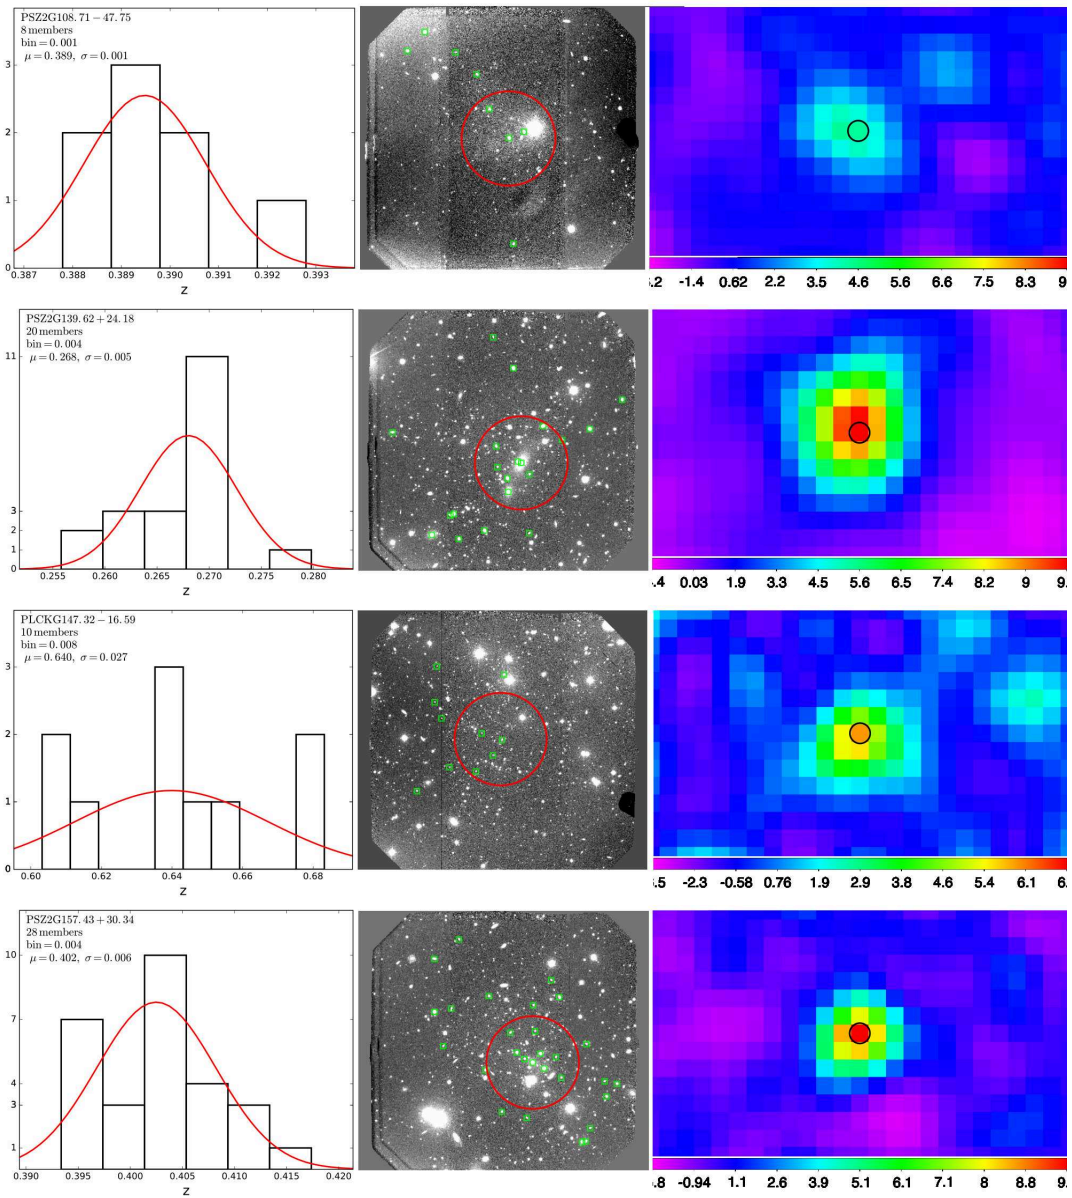 PSZ2G108.71−47.75
8 members
bin = 0.001
μ = 0.389, σ = 0.001
3
2
1
0
0.387 0.388 0.389 0.390 0.391 0.392 0.393
z
.2 -1.4 0.62 2.2 3.5 4.6 5.6 6.6 7.5 8.3 9
PSZ2G139.62+24.18
20 members
bin = 0.004
μ = 0.268, σ = 0.005
11
3
2
1
0
0.255 0.260 0.265 0.270 0.275 0.280
z
.4 0.03 1.9 3.3 4.5 5.6 6.5 7.4 8.2 9 9.
PLCKG147.32−16.59
10 members
bin = 0.008
μ = 0.640, σ = 0.027
3
2
1
0
0.60 0.62 0.64 0.66 0.68
z
.5 -2.3 -0.58 0.76 1.9 2.9 3.8 4.6 5.4 6.1 6.
PSZ2G157.43+30.34
28 members
bin = 0.004
μ = 0.402, σ = 0.006
10
7
4
3
1
0.390 0.395 0.400 0.405 0.410 0.415 0.420
z
.8 -0.94 1.1 2.6 3.9 5.1 6.1 7.1 8 8.8 9.